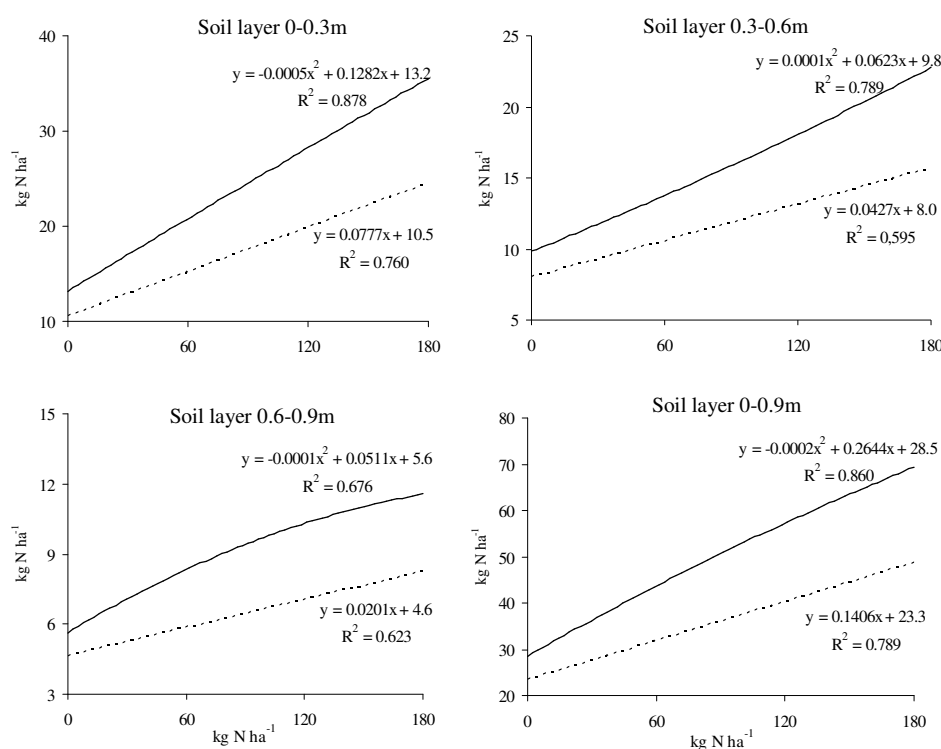 Soil layer 0-0.3m
40
30
20
10
kg N ha-1
y = -0.0005x2 + 0.1282x + 13.2
R2 = 0.878
y = 0.0777x + 10.5
R2 = 0.760
0 60 120 180
Soil layer 0.3-0.6m
25
20
15
10
5
kg N ha-1
y = 0.0001x2 + 0.0623x + 9.8
R2 = 0.789
y = 0.0427x + 8.0
R2 = 0,595
0 60 120 180
Soil layer 0.6-0.9m
15
12
9
6
3
kg N ha-1
y = -0.0001x2 + 0.0511x + 5.6
R2 = 0.676
y = 0.0201x + 4.6
R2 = 0.623
0 60 120 180
kg N ha-1
Soil layer 0-0.9m
80
70
60
50
40
30
20
kg N ha-1
y = -0.0002x2 + 0.2644x + 28.5
R2 = 0.860
y = 0.1406x + 23.3
R2 = 0.789
0 60 120 180
kg N ha-1